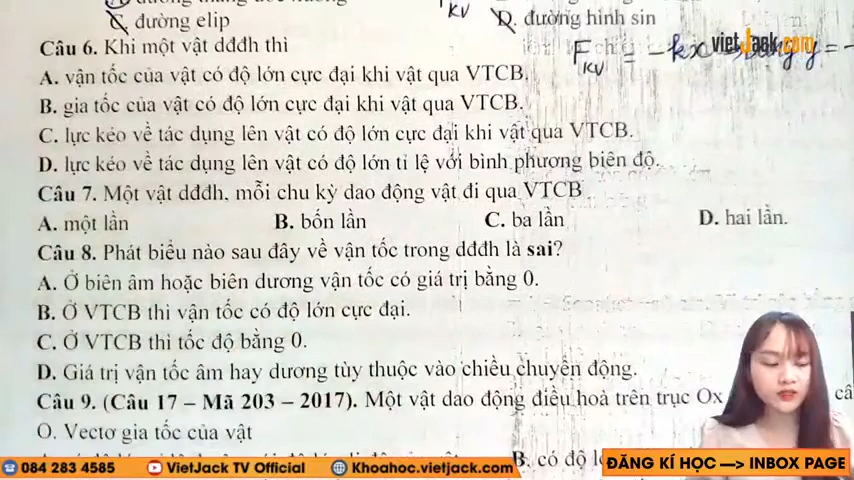 C. đường elip
D. đường hình sin
Câu 6. Khi một vật dđđh thì
A. vận tốc của vật có độ lớn cực đại khi vật qua VTCB.
B. gia tốc của vật có độ lớn cực đại khi vật qua VTCB.
C. lực kéo về tác dụng lên vật có độ lớn cực đại khi vật qua VTCB.
D. lực kéo về tác dụng lên vật có độ lớn tỉ lệ với bình phương biên độ.
Câu 7. Một vật dđđh, mỗi chu kỳ dao động vật đi qua VTCB
A. một lần B. bốn lần C. ba lần D. hai lần.
Câu 8. Phát biểu nào sau đây về vận tốc trong dđđh là sai?
A. Ở biên âm hoặc biên dương vận tốc có giá trị bằng 0.
B. Ở VTCB thì vận tốc có độ lớn cực đại.
C. Ở VTCB thì tốc độ bằng 0.
D. Giá trị vận tốc âm hay dương tùy thuộc vào chiều chuyển động.
Câu 9. (Câu 17 – Mã 203 – 2017). Một vật dao động điều hoà trên trục Ox
O. Vectơ gia tốc của vật
B. có độ
KV
F KV = -kx
vietJack.com
084 283 4585 VietJack TV Official Khoahoc.vietjack.com
ĐĂNG KÍ HỌC —> INBOX PAGE